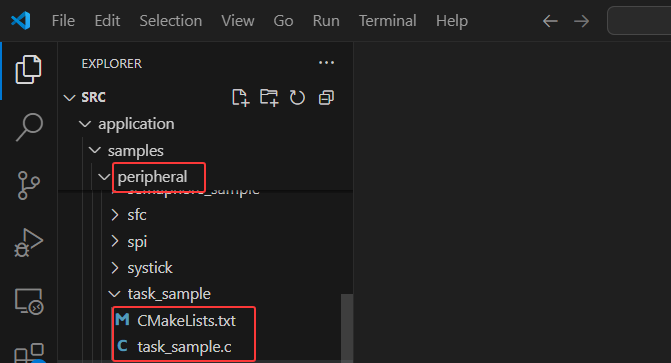 File Edit Selection View Go Run Terminal Help
EXPLORER
SRC
application
samples
peripheral
semaphore_sample
sfc
spi
systick
task_sample
CMakeLists.txt
task_sample.c